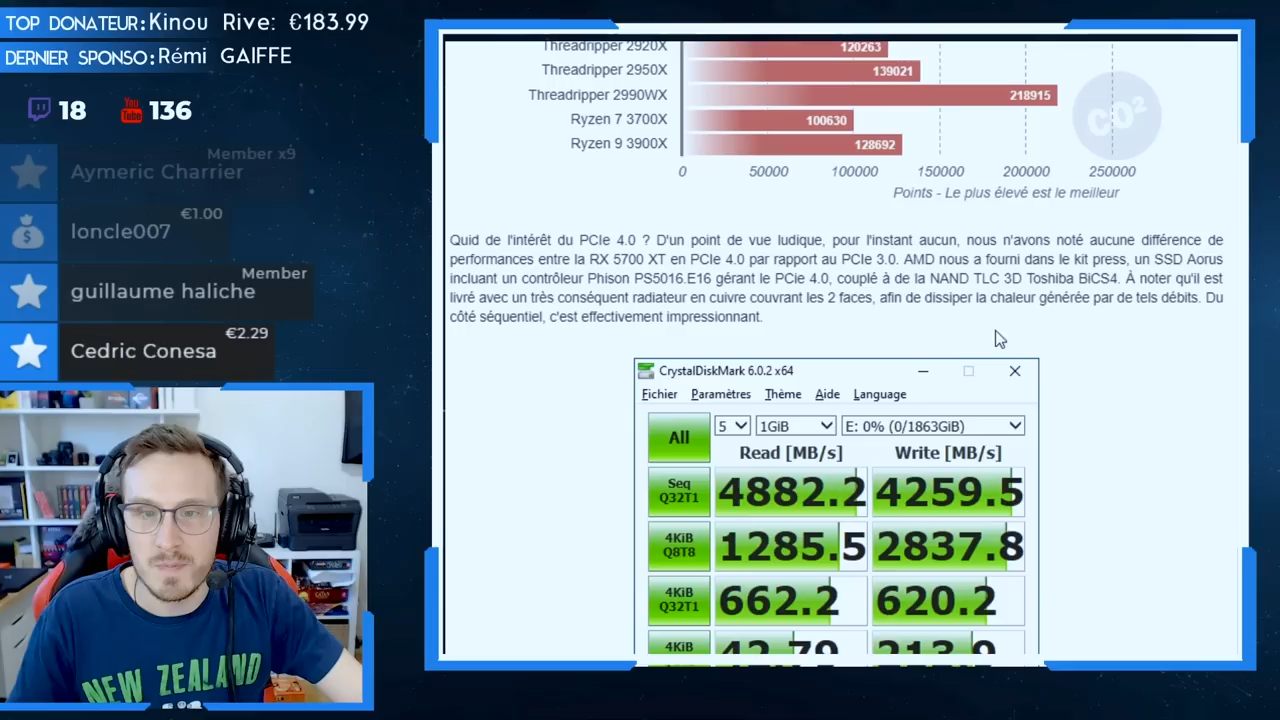 TOP DONATEUR: Kinou Rive: €183.99
DERNIER SPONSO: Rémi GAIFFE
18
You Tube 136
Member x9
Aymeric Charrier
€1.00
loncle007
Member
guillaume haliche
€2.29
Cedric Conesa
NEW ZEALAND
Threadripper 2920X 120263
Threadripper 2950X 139021
Threadripper 2990WX 218915
Ryzen 7 3700X 100630
Ryzen 9 3900X 128692
CO²
0 50000 100000 150000 200000 250000
Points - Le plus élevé est le meilleur
Quid de l'intérêt du PCIe 4.0 ? D'un point de vue ludique, pour l'instant aucun, nous n'avons noté aucune différence de
performances entre la RX 5700 XT en PCIe 4.0 par rapport au PCIe 3.0. AMD nous a fourni dans le kit press, un SSD Aorus
incluant un contrôleur Phison PS5016.E16 gérant le PCie 4.0, couplé à de la NAND TLC 3D Toshiba BiCS4. À noter qu'il est
livré avec un très conséquent radiateur en cuivre couvrant les 2 faces, afin de dissiper la chaleur générée par de tels débits. Du
côté séquentiel, c'est effectivement impressionnant.
CrystalDiskMark 6.0.2 x64
Fichier Paramètres Thème Aide Language
All 5 1GiB E: 0% (0/1863GiB)
Read [MB/s] Write [MB/s]
Seq Q32T1 4882.2 4259.5
4KiB Q8T8 1285.5 2837.8
4KiB Q32T1 662.2 620.2
4KiB 42.79 213.9